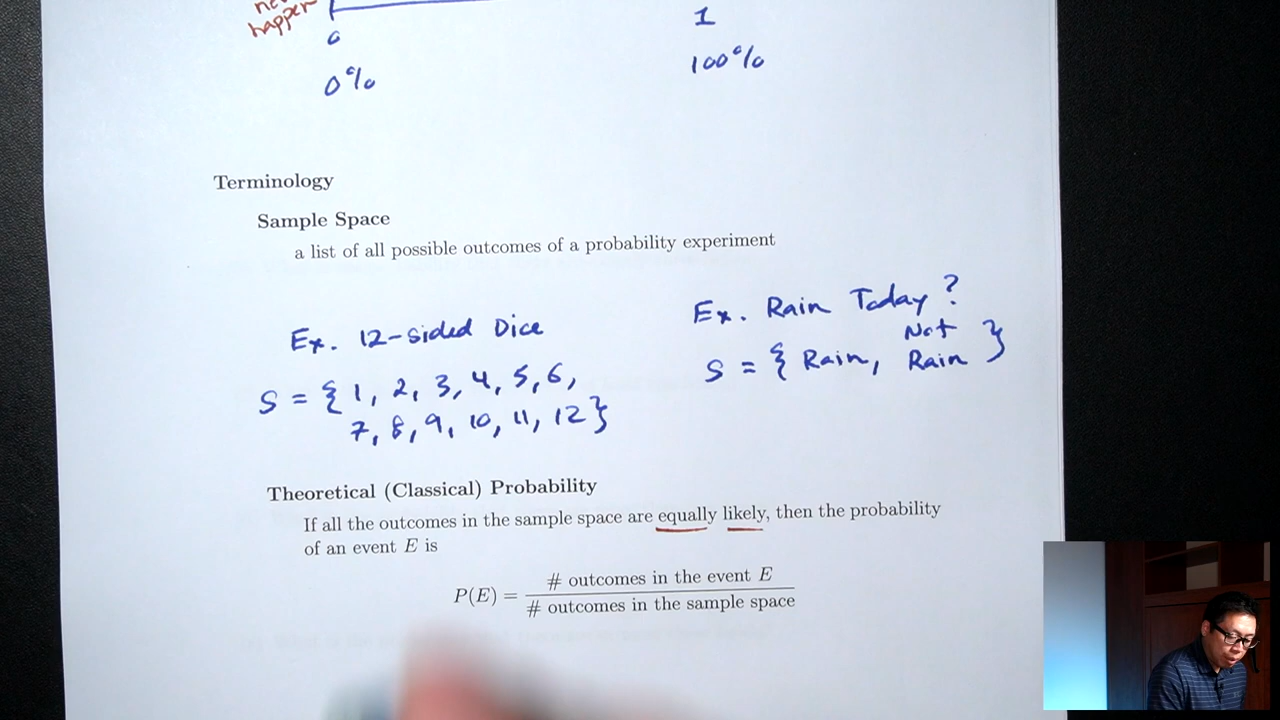 happen
0
1
0%
100%
Terminology
Sample Space
a list of all possible outcomes of a probability experiment
Ex. 12-sided Dice
S = {1, 2, 3, 4, 5, 6,
7, 8, 9, 10, 11, 12}
Ex. Rain Today?
S = { Rain, Not Rain }
Theoretical (Classical) Probability
If all the outcomes in the sample space are equally likely, then the probability
of an event E is
P(E) = # outcomes in the event E
# outcomes in the sample space